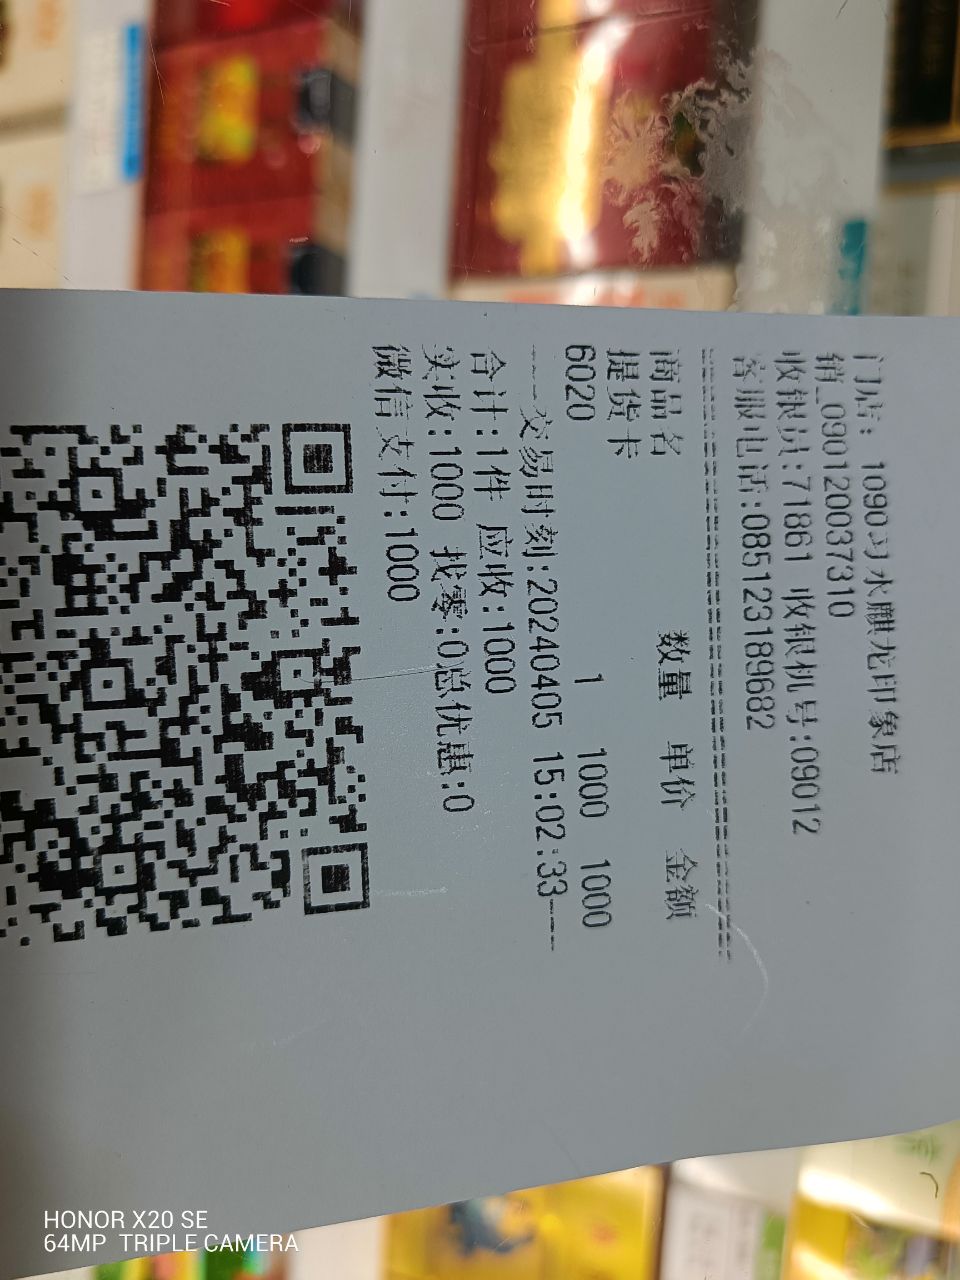 门店: 1090习水麒龙印象店
销_09012003731​0
收银员:71861 收银机号:09012
客服电话:085123189682
商品名 数量 单价 金额
提货卡
6020 1 1000 1000
----交易时刻:20240405 15:02:33----
合计:1件 应收:1000
实收:1000 找零:0总优惠:0
微信支付:1000
HONOR X20 SE
64MP TRIPLE CAMERA